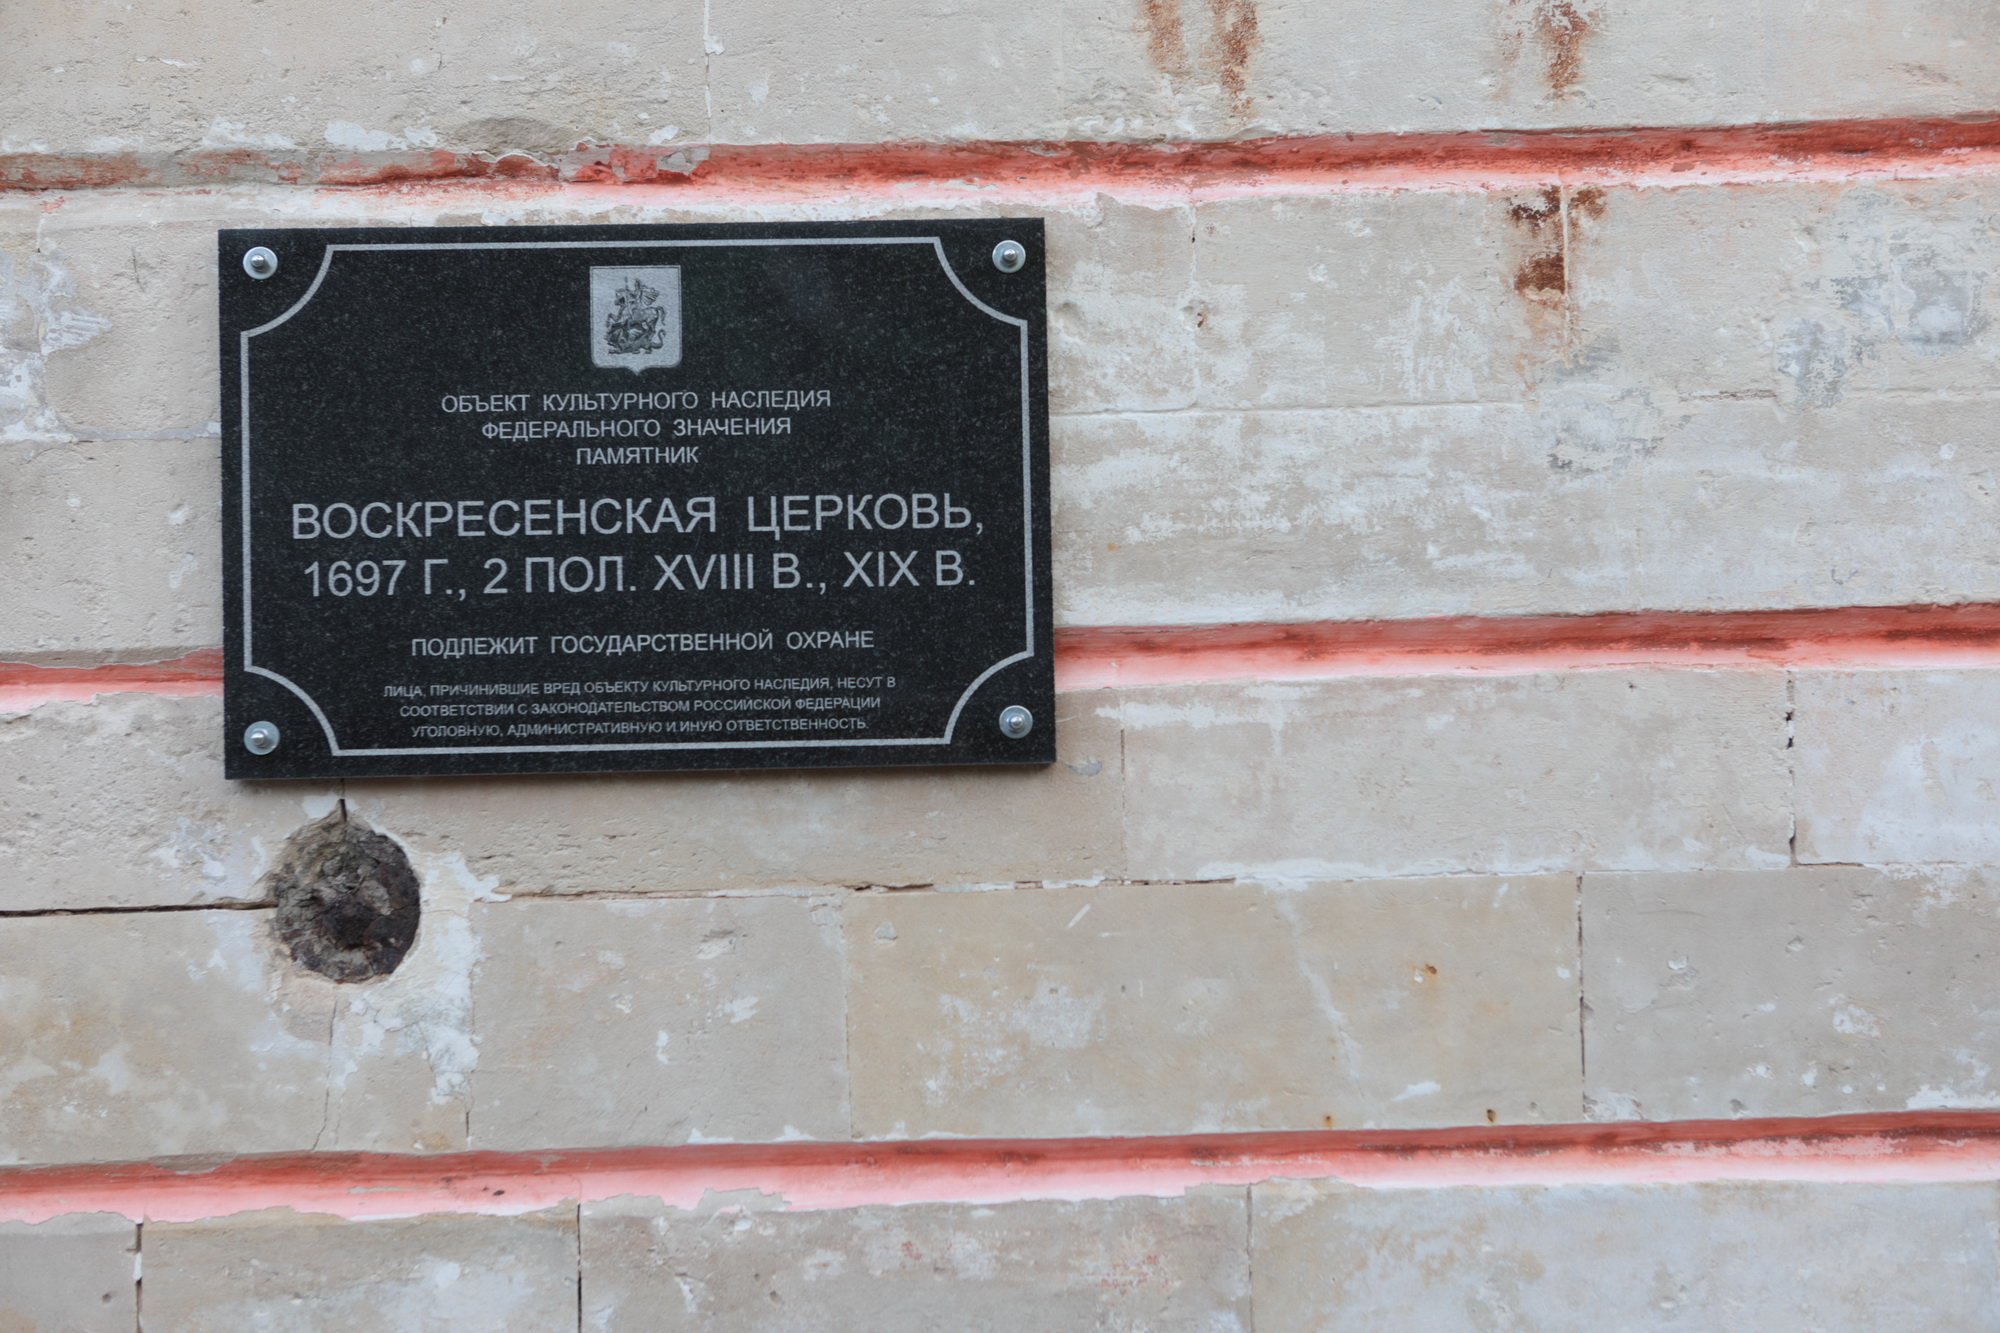 ОБЪЕКТ КУЛЬТУРНОГО НАСЛЕДИЯ
ФЕДЕРАЛЬНОГО ЗНАЧЕНИЯ
ПАМЯТНИК
ВОСКРЕСЕНСКАЯ ЦЕРКОВЬ,
1697 Г., 2 ПОЛ. XVIII В., XIX В.
ПОДЛЕЖИТ ГОСУДАРСТВЕННОЙ ОХРАНЕ
ЛИЦА, ПРИЧИНИВШИЕ ВРЕД ОБЪЕКТУ КУЛЬТУРНОГО НАСЛЕДИЯ, НЕСУТ В
СООТВЕТСТВИИ С ЗАКОНОДАТЕЛЬСТВОМ РОССИЙСКОЙ ФЕДЕРАЦИИ
УГОЛОВНУЮ, АДМИНИСТРАТИВНУЮ И ИНУЮ ОТВЕТСТВЕННОСТЬ.